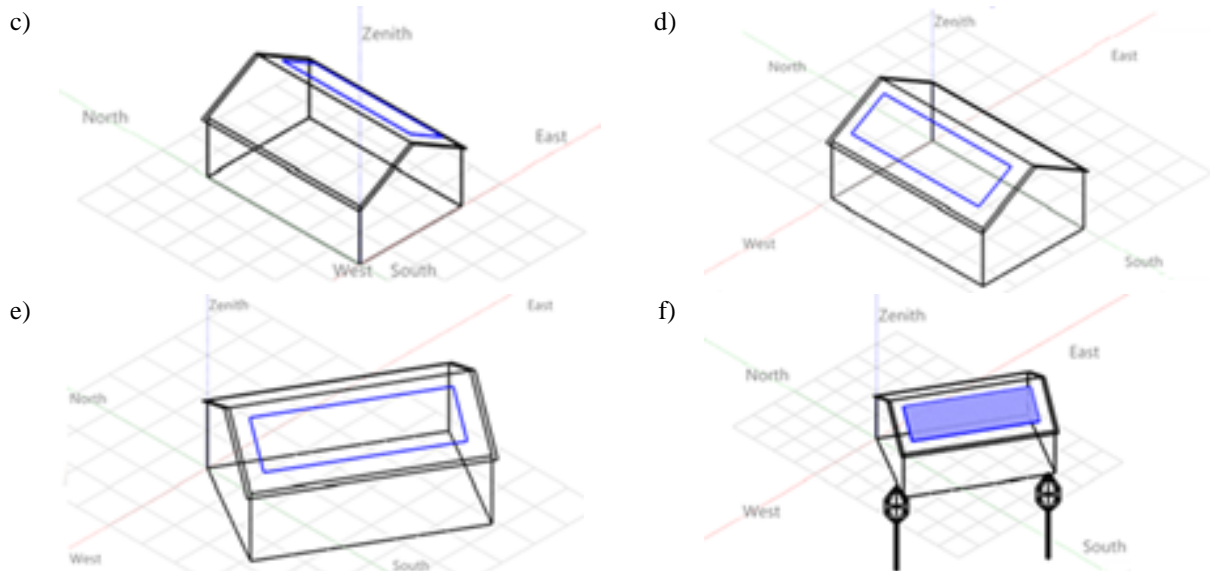 c)
Zenith
North
East
West South
d)
Zenith
East
North
West
South
e)
Zenith
East
North
West
South
f)
Zenith
East
North
West
South